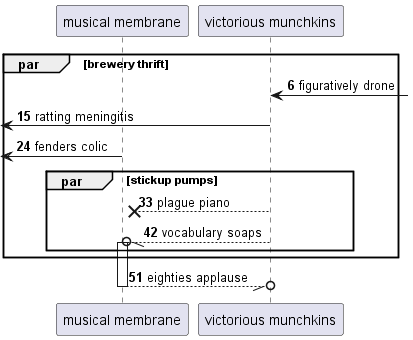 musical membrane victorious munchkins
par [brewery thrift]
6 figuratively drone
15 ratting meningitis
24 fenders colic
par [stickup pumps]
33 plague piano
42 vocabulary soaps
51 eighties applause
musical membrane victorious munchkins